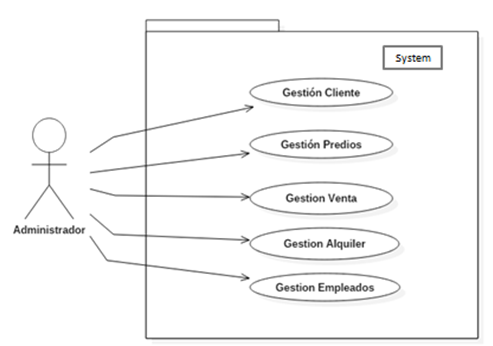 System
Gestión Cliente
Gestión Predios
Gestion Venta
Administrador
Gestion Alquiler
Gestion Empleados